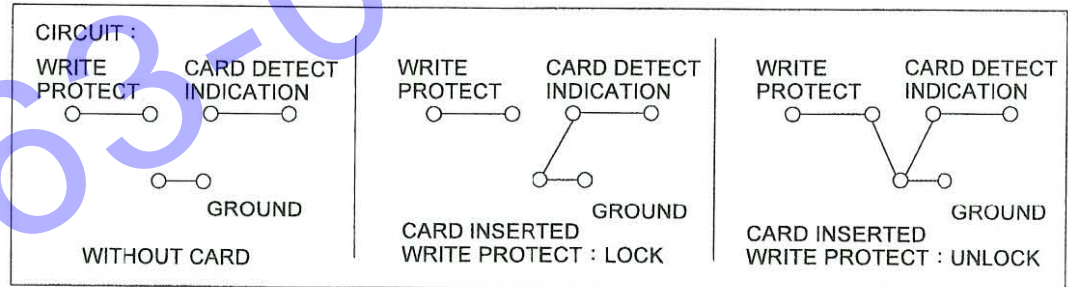 CIRCUIT :
WRITE
PROTECT
CARD DETECT
INDICATION
GROUND
WITHOUT CARD
WRITE
PROTECT
CARD DETECT
INDICATION
GROUND
CARD INSERTED
WRITE PROTECT : LOCK
WRITE
PROTECT
CARD DETECT
INDICATION
GROUND
CARD INSERTED
WRITE PROTECT : UNLOCK